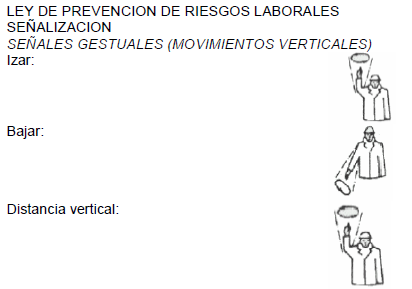 LEY DE PREVENCION DE RIESGOS LABORALES
SEÑALIZACION
SEÑALES GESTUALES (MOVIMIENTOS VERTICALES)
Izar:
Bajar:
Distancia vertical: